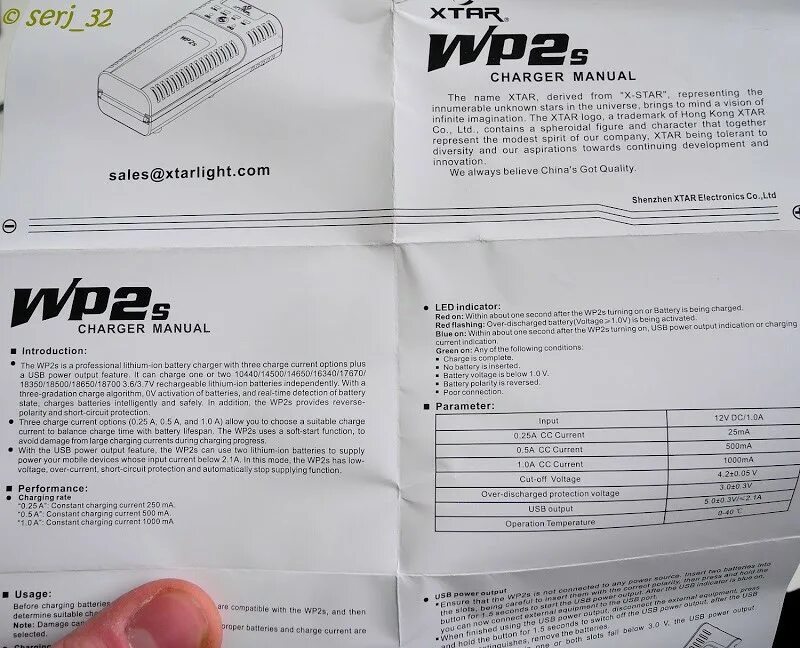 © serj_32
WP2s
sales@xtarlight.com
XTAR®
WP2s
CHARGER MANUAL
The name XTAR, derived from "X-STAR", representing the
innumerable unknown stars in the universe, brings to mind a vision of
infinite imagination. The XTAR logo, a trademark of Hong Kong XTAR
Co., Ltd., contains a spheroidal figure and character that together
represent the modest spirit of our company, XTAR being tolerant to
diversity and our aspirations towards continuing development and
innovation.
We always believe China's Got Quality.
Shenzhen XTAR Electronics Co.,Ltd
WP2s
CHARGER MANUAL
■ Introduction:
● The WP2s is a professional lithium-ion battery charger with three charge current options plus
a USB power output feature. It can charge one or two 10440/14500/14650/16340/17670/
18350/18500/18650/18700 3.6/3.7V rechargeable lithium-ion batteries independently. With a
three-gradation charge algorithm, 0V activation of batteries, and real-time detection of battery
state, charges batteries intelligently and safely. In addition, the WP2s provides reverse-
polarity and short-circuit protection.
● Three charge current options (0.25 A, 0.5 A, and 1.0 A) allow you to choose a suitable charge
current to balance charge time with battery lifespan. The WP2s uses a soft-start function, to
avoid damage from large charging currents during charging progress.
● With the USB power output feature, the WP2s can use two lithium-ion batteries to supply
power your mobile devices whose input current below 2.1A. In this mode, the WP2s has low-
voltage, over-current, short-circuit protection and automatically stop supplying function.
■ Performance:
● Charging rate
"0.25 A": Constant charging current 250 mA.
"0.5 A": Constant charging current 500 mA.
"1.0 A": Constant charging current 1000 mA
■ Usage:
Before charging batteries are compatible with the WP2s, and then
determine suitable cha
Note: Damage can proper batteries and charge current are
selected.
● Charging
● LED indicator:
Red on: Within about one second after the WP2s turning on or Battery is being charged.
Red flashing: Over-discharged battery(Voltage≥1.0V) is being activated.
Blue on: Within about one second after the WP2s turning on, USB power output indication or charging
current indication.
Green on: Any of the following conditions:
▪ Charge is complete.
▪ No battery is inserted.
▪ Battery voltage is below 1.0 V.
▪ Battery polarity is reversed.
▪ Poor connection.
■ Parameter:
Input 12V DC/1.0A
0.25A CC Current 25mA
0.5A CC Current 500mA
1.0A CC Current 1000mA
Cut-off Voltage 4.2±0.05 V
Over-discharged protection voltage 3.0±0.3V
USB output 5.0±0.3V/≈2.1A
Operation Temperature 0-40 ℃
● USB power output
▪ Ensure that the WP2s is not connected to any power source. Insert two batteries into
the slots, being careful to insert them with the correct polarity, then press and hold the
button for 1.5 seconds to start the USB power output. After the USB indicator is blue on,
you can now connect external equipment to the USB port.
▪ When finished using the USB power output, disconnect the external equipment, press
and hold the button for 1.5 seconds to switch off the USB power output, after the USB
extinguishes, remove the batteries.
one or both slots fall below 3.0 V, the USB power output